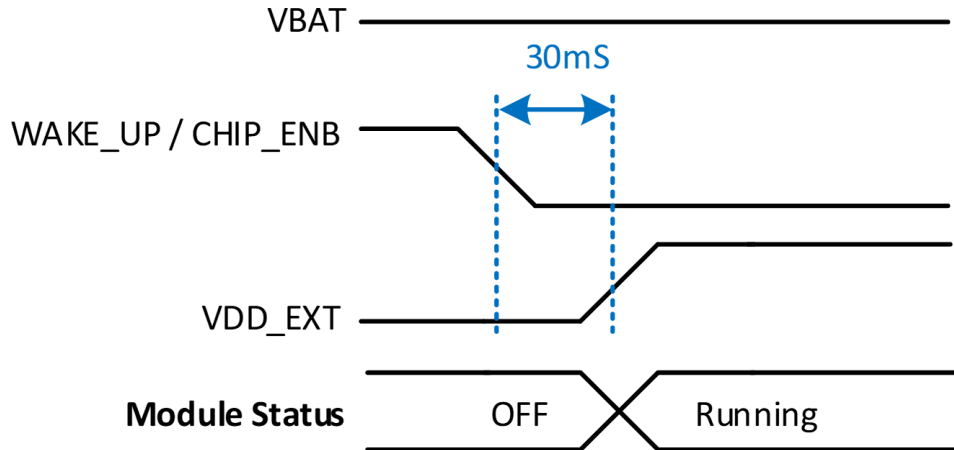 VBAT
30mS
WAKE_UP / CHIP_ENB
VDD_EXT
Module Status OFF Running